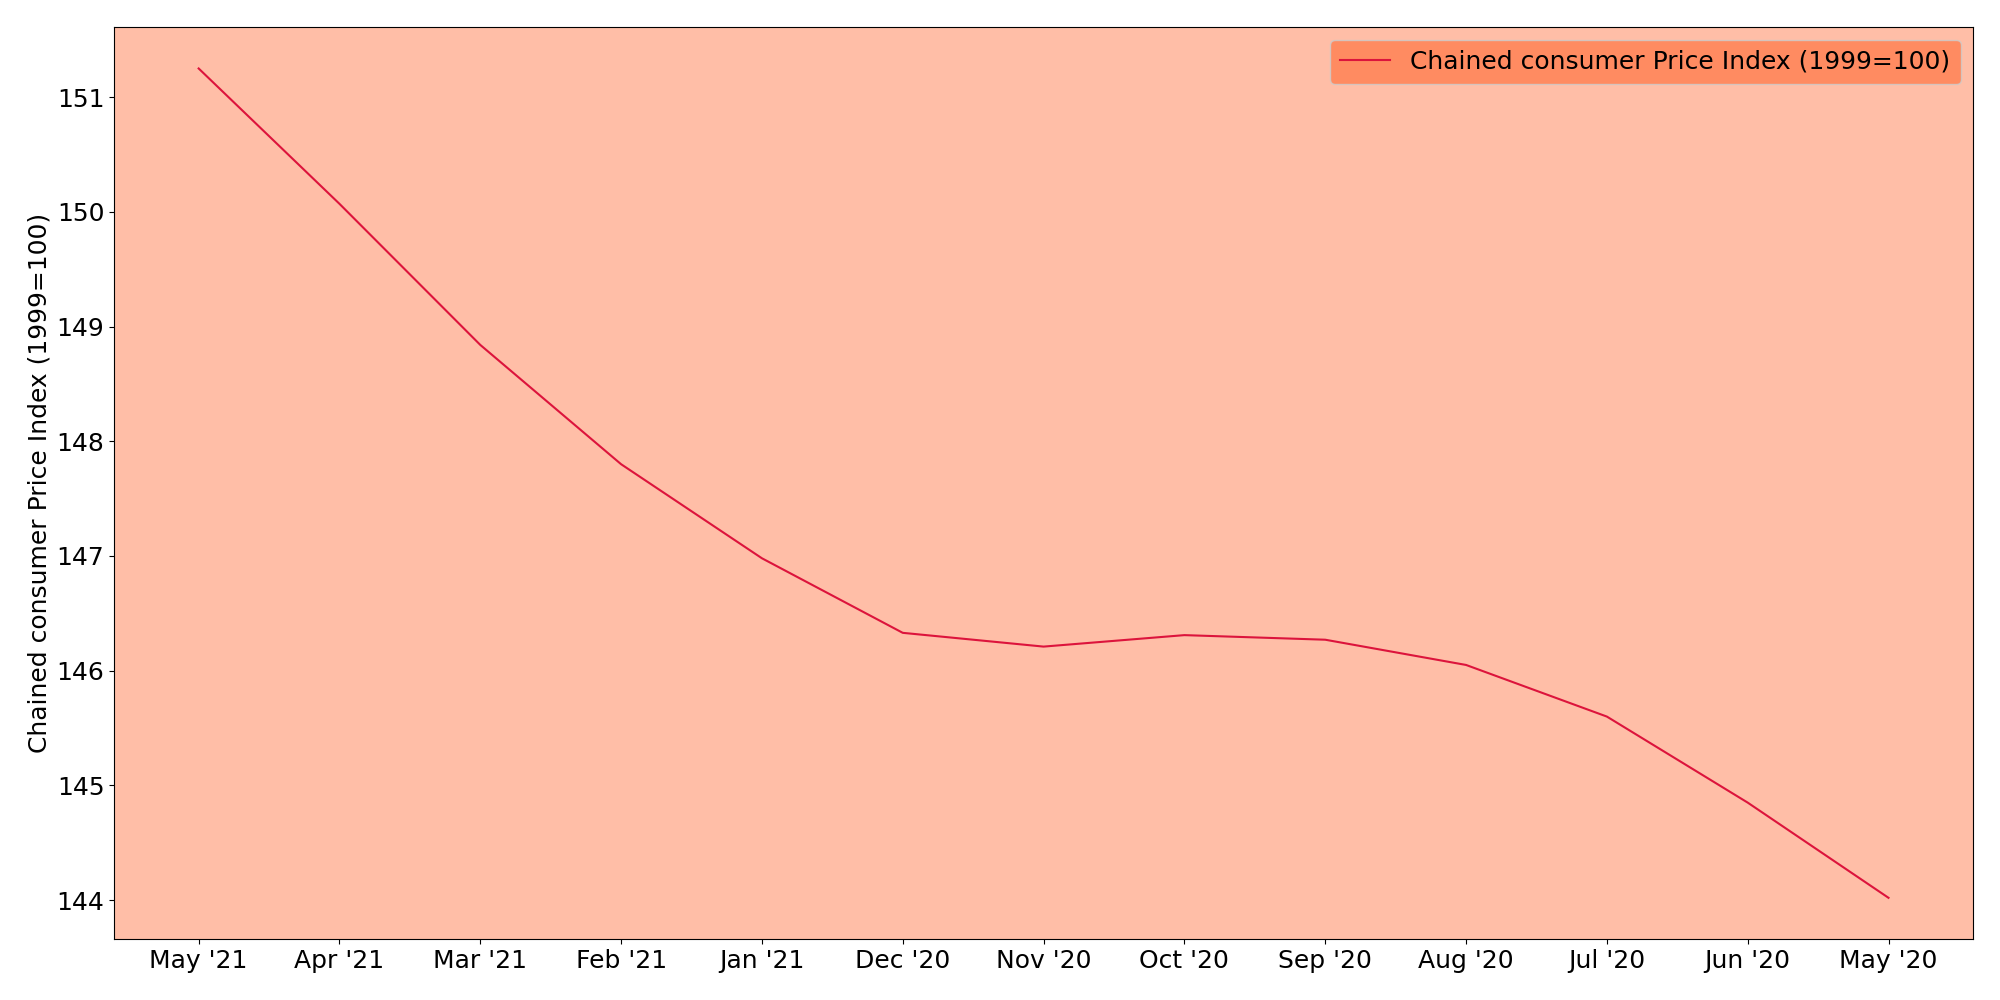 Chained consumer Price Index (1999=100)
151
150
149
148
147
146
145
144
Chained consumer Price Index (1999=100)
May '21 Apr '21 Mar '21 Feb '21 Jan '21 Dec '20 Nov '20 Oct '20 Sep '20 Aug '20 Jul '20 Jun '20 May '20